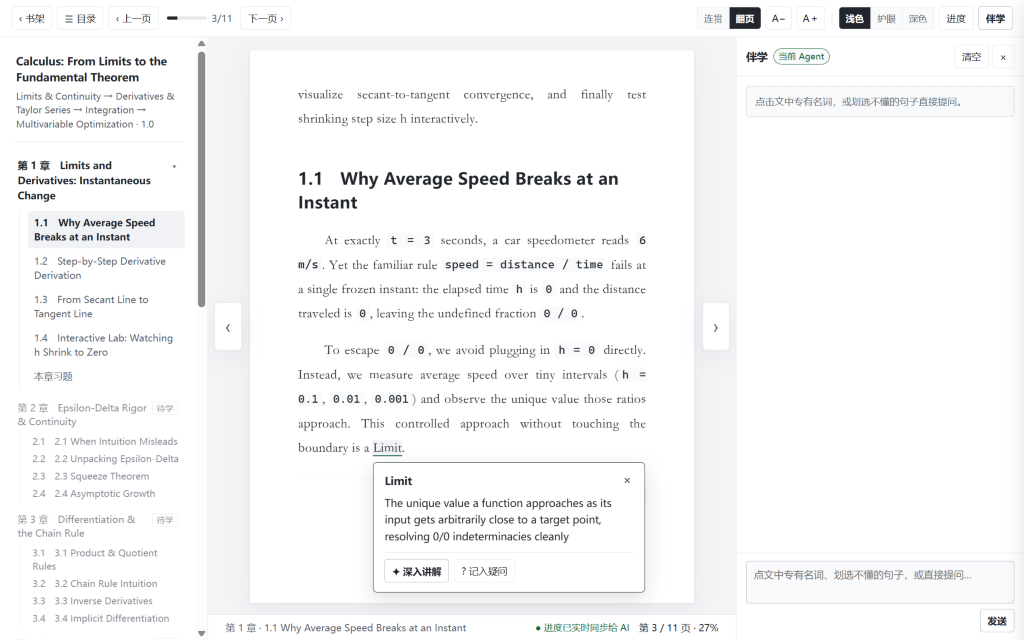 ‹ 书架
☰ 目录
‹ 上一页
3/11
下一页 ›
连贯
翻页
A−
A+
浅色
护眼
深色
进度
伴学
Calculus: From Limits to the
Fundamental Theorem
Limits & Continuity → Derivatives &
Taylor Series → Integration →
Multivariable Optimization · 1.0
第 1 章 Limits and
Derivatives: Instantaneous
Change
1.1 Why Average Speed
Breaks at an Instant
1.2 Step-by-Step Derivative
Derivation
1.3 From Secant Line to
Tangent Line
1.4 Interactive Lab: Watching
h Shrink to Zero
本章习题
第 2 章 Epsilon-Delta Rigor
& Continuity
待学
2.1 2.1 When Intuition Misleads
2.2 2.2 Unpacking Epsilon-Delta
2.3 2.3 Squeeze Theorem
2.4 2.4 Asymptotic Growth
第 3 章 Differentiation &
the Chain Rule
待学
3.1 3.1 Product & Quotient
Rules
3.2 3.2 Chain Rule Intuition
3.3 3.3 Inverse Derivatives
3.4 3.4 Implicit Differentiation
visualize secant-to-tangent convergence, and finally test
shrinking step size h interactively.
1.1 Why Average Speed Breaks at an
Instant
At exactly t = 3 seconds, a car speedometer reads 6
m/s. Yet the familiar rule speed = distance / time fails at
a single frozen instant: the elapsed time h is 0 and the distance
traveled is 0, leaving the undefined fraction 0 / 0.
To escape 0 / 0, we avoid plugging in h = 0 directly.
Instead, we measure average speed over tiny intervals (h =
0.1, 0.01, 0.001) and observe the unique value those ratios
approach. This controlled approach without touching the
boundary is a Limit.
Limit
×
The unique value a function approaches as its
input gets arbitrarily close to a target point,
resolving 0/0 indeterminacies cleanly
✦ 深入讲解
? 记入疑问
‹
›
第 1 章 · 1.1 Why Average Speed Breaks at an Instant
● 进度已实时同步给 AI
第 3 / 11 页 · 27%
伴学
当前 Agent
清空
×
点击文中专有名词，或划选不懂的句子直接提问。
点文中专有名词、划选不懂的句子，或直接提问…
发送